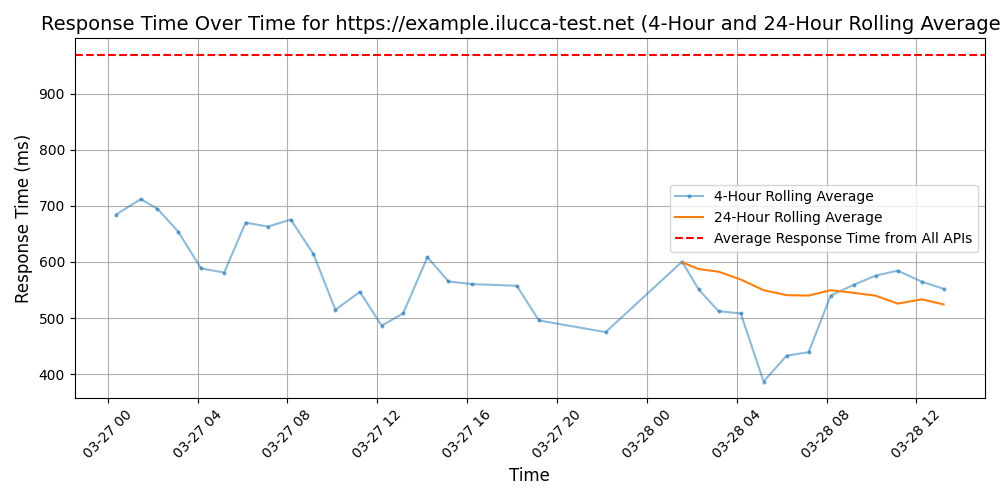 Response Time Over Time for https://example.ilucca-test.net (4-Hour and 24-Hour Rolling Average
Response Time (ms)
900
800
700
600
500
400
4-Hour Rolling Average
24-Hour Rolling Average
Average Response Time from All APIs
03-27 00
03-27 04
03-27 08
03-27 12
03-27 16
03-27 20
03-28 00
03-28 04
03-28 08
03-28 12
Time